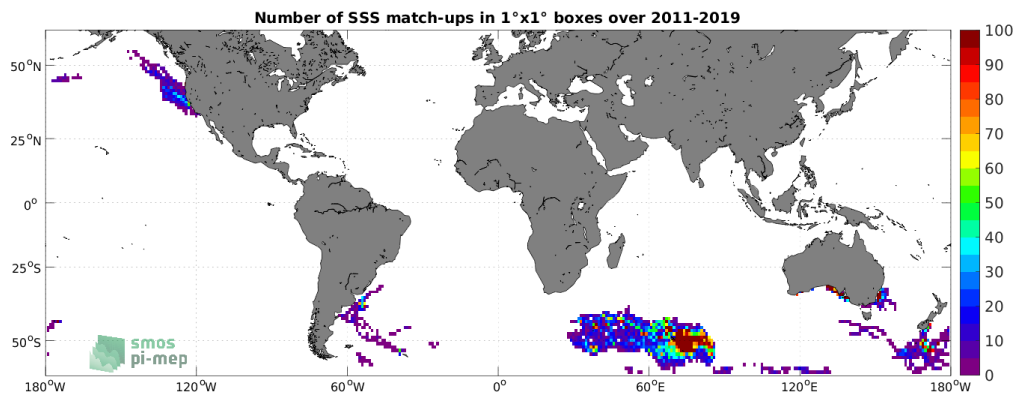 Number of SSS match-ups in 1°x1° boxes over 2011-2019
50°N
25°N
0°
25°S
50°S
180°W
120°W
60°W
0°
60°E
120°E
180°W
100
90
80
70
60
50
40
30
20
10
0
smos
pi-mep